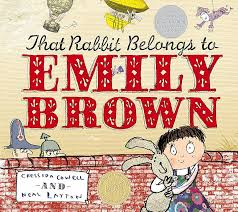 That Rabbit Belongs to
EMILY
BROWN
CRESSIDA COWELL
-AND-
NEAL LAYTON